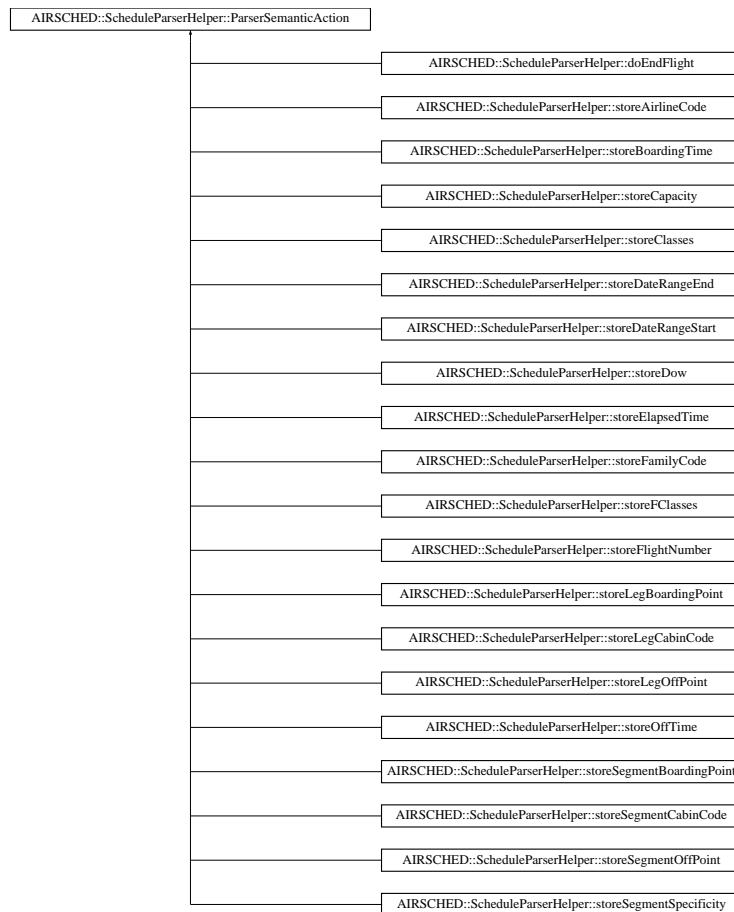 AIRSCHED::ScheduleParserHelper::ParserSemanticAction
AIRSCHED::ScheduleParserHelper::doEndFlight
AIRSCHED::ScheduleParserHelper::storeAirlineCode
AIRSCHED::ScheduleParserHelper::storeBoardingTime
AIRSCHED::ScheduleParserHelper::storeCapacity
AIRSCHED::ScheduleParserHelper::storeClasses
AIRSCHED::ScheduleParserHelper::storeDateRangeEnd
AIRSCHED::ScheduleParserHelper::storeDateRangeStart
AIRSCHED::ScheduleParserHelper::storeDow
AIRSCHED::ScheduleParserHelper::storeElapsedTime
AIRSCHED::ScheduleParserHelper::storeFamilyCode
AIRSCHED::ScheduleParserHelper::storeFClasses
AIRSCHED::ScheduleParserHelper::storeFlightNumber
AIRSCHED::ScheduleParserHelper::storeLegBoardingPoint
AIRSCHED::ScheduleParserHelper::storeLegCabinCode
AIRSCHED::ScheduleParserHelper::storeLegOffPoint
AIRSCHED::ScheduleParserHelper::storeOffTime
AIRSCHED::ScheduleParserHelper::storeSegmentBoardingPoint
AIRSCHED::ScheduleParserHelper::storeSegmentCabinCode
AIRSCHED::ScheduleParserHelper::storeSegmentOffPoint
AIRSCHED::ScheduleParserHelper::storeSegmentSpecificity